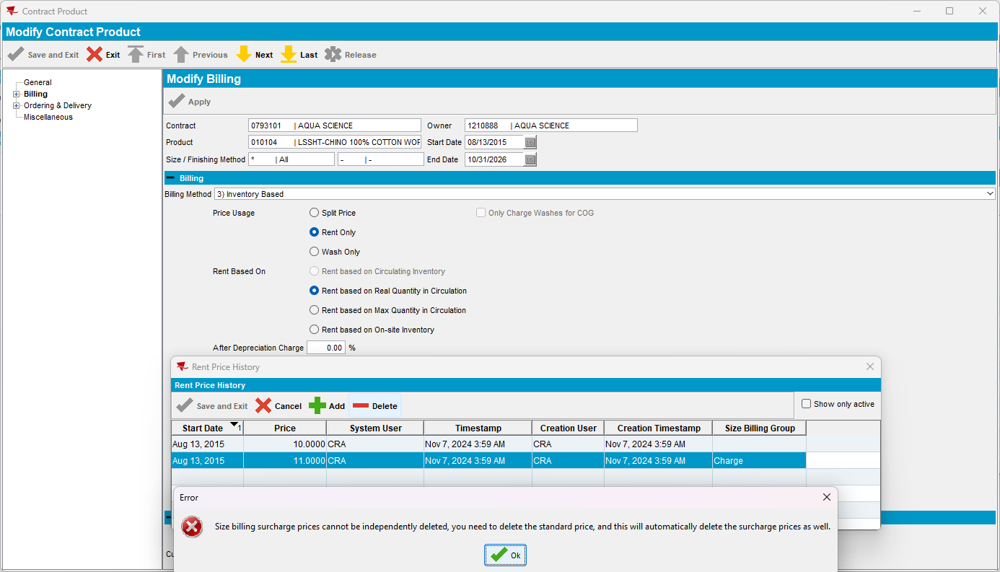 Contract Product
Modify Contract Product
Save and Exit Exit First Previous Next Last Release
General
Billing
Ordering & Delivery
Miscellaneous
Modify Billing
Apply
Contract 0793101 | AQUA SCIENCE Owner 1210888 | AQUA SCIENCE
Product 010104 | LSSHT-CHINO 100% COTTON WOR Start Date 08/13/2015 16
Size / Finishing Method * | All - | - End Date 10/31/2026 16
Billing
Billing Method 3) Inventory Based
Price Usage Split Price Only Charge Washes for COG
Rent Only
Wash Only
Rent Based On Rent based on Circulating Inventory
Rent based on Real Quantity in Circulation
Rent based on Max Quantity in Circulation
Rent based on On-site Inventory
After Depreciation Charge 0.00 %
Rent Price History
Rent Price History
Save and Exit Cancel Add Delete Show only active
Start Date 1 Price System User Timestamp Creation User Creation Timestamp Size Billing Group
Aug 13, 2015 10.0000 CRA Nov 7, 2024 3:59 AM CRA Nov 7, 2024 3:59 AM
Aug 13, 2015 11.0000 CRA Nov 7, 2024 3:59 AM CRA Nov 7, 2024 3:59 AM Charge
Error
Size billing surcharge prices cannot be independently deleted, you need to delete the standard price, and this will automatically delete the surcharge prices as well.
Ok